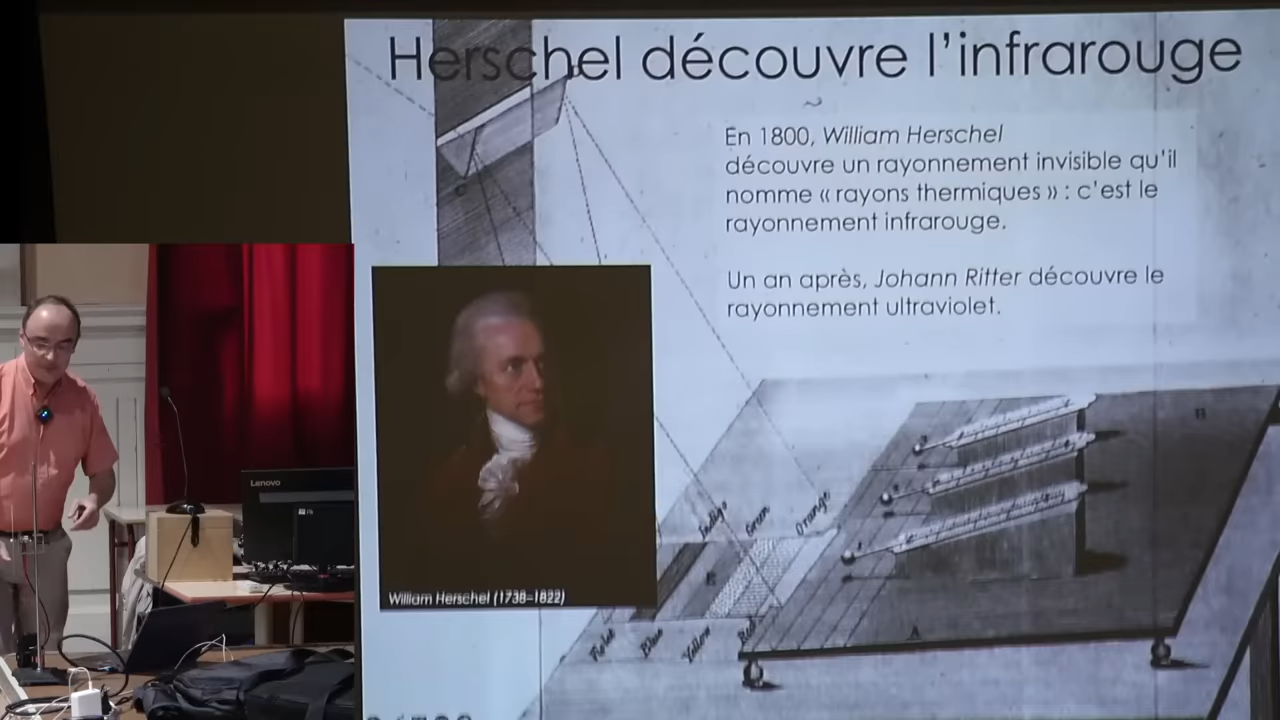 Herschel découvre l'infrarouge
En 1800, William Herschel
découvre un rayonnement invisible qu'il
nomme « rayons thermiques » : c'est le
rayonnement infrarouge.
Un an après, Johann Ritter découvre le
rayonnement ultraviolet.
Lenovo
William Herschel (1738–1822)
Indigo
Green
Orange
Violet
Blue
Yellow
Red
A
B